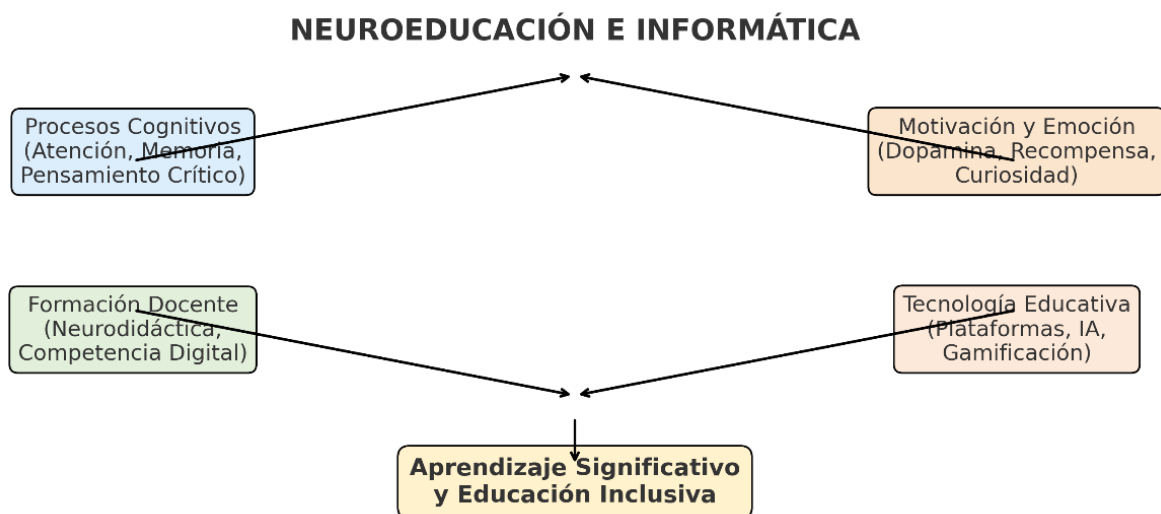 NEUROEDUCACIÓN E INFORMÁTICA
Procesos Cognitivos
(Atención, Memoria,
Pensamiento Crítico)
Motivación y Emoción
(Dopamina, Recompensa,
Curiosidad)
Formación Docente
(Neurodidáctica,
Competencia Digital)
Tecnología Educativa
(Plataformas, IA,
Gamificación)
Aprendizaje Significativo
y Educación Inclusiva